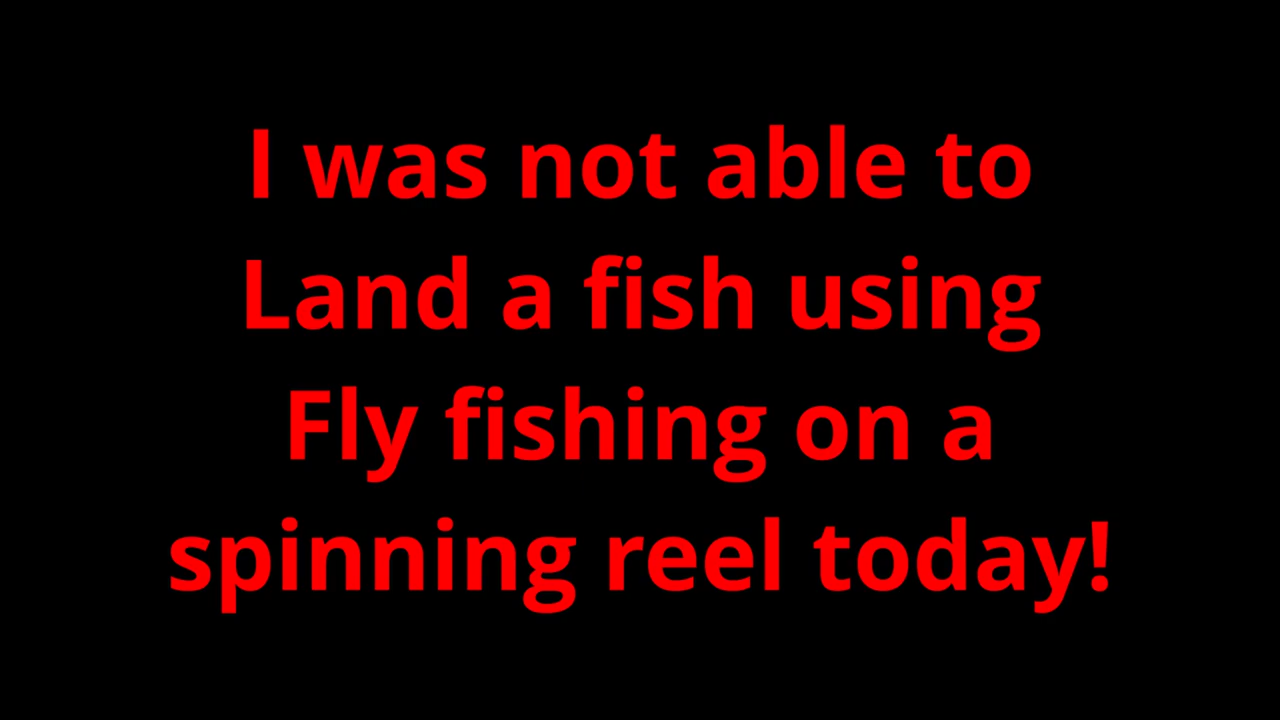 I was not able to
Land a fish using
Fly fishing on a
spinning reel today!